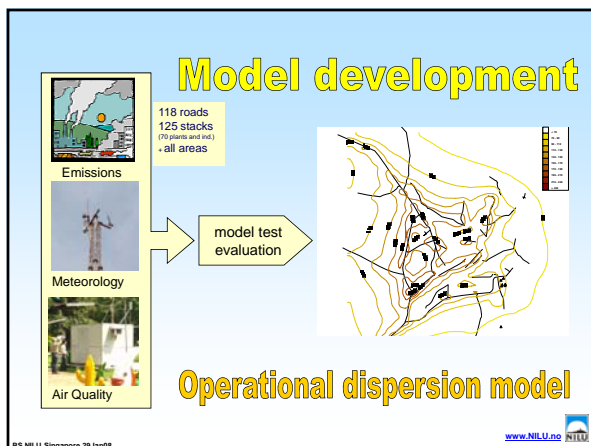 Model development
118 roads
125 stacks
(70 plants and ind.)
+ all areas
Emissions
Meteorology
Air Quality
model test
evaluation
Operational dispersion model
www.NILU.no
NILU
BS NILU Singapore 29 Jan08